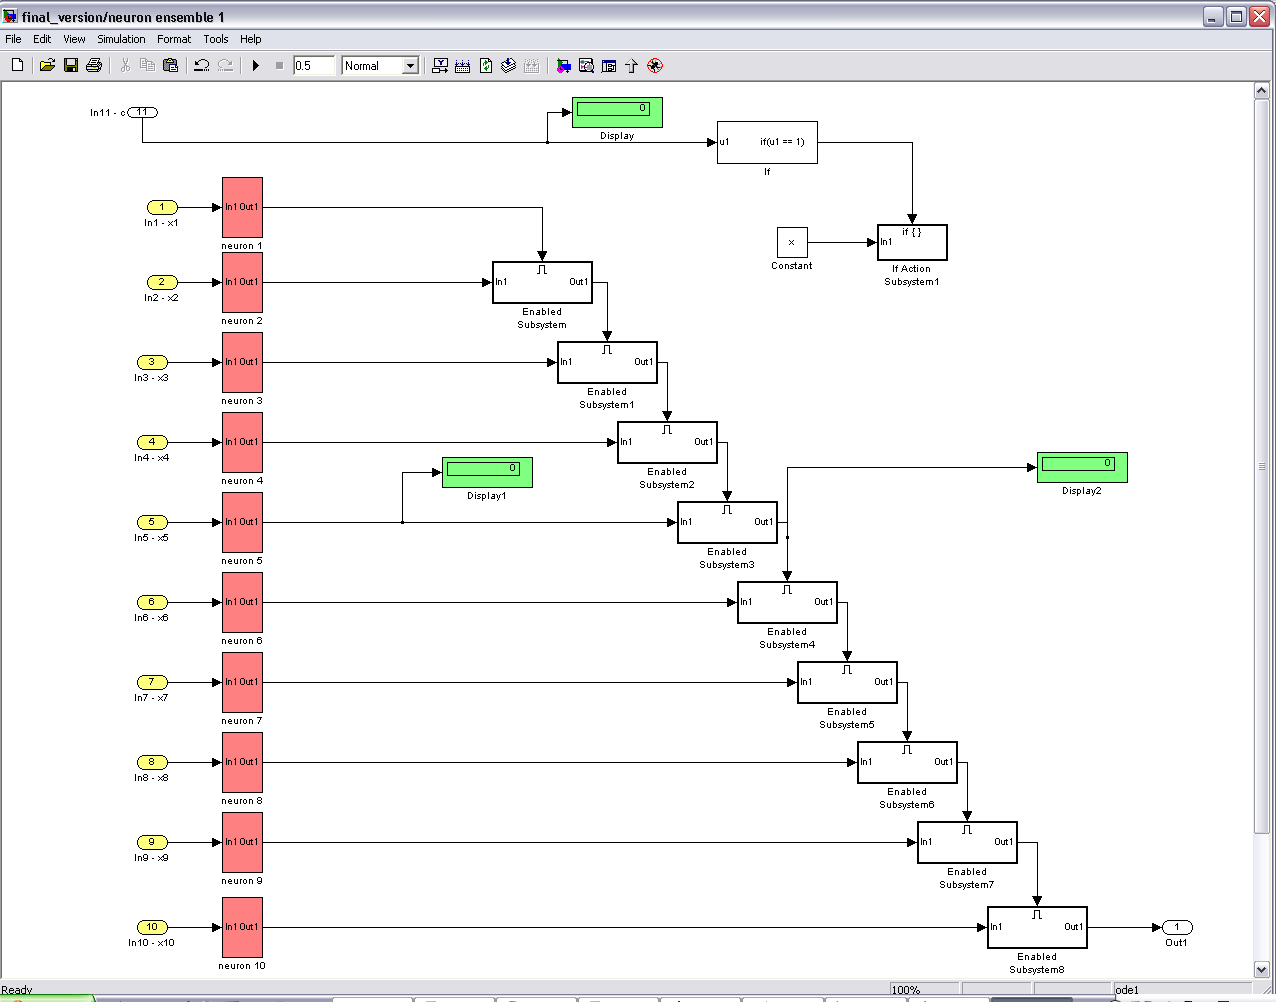 final_version/neuron ensemble 1
File Edit View Simulation Format Tools Help
0.5 Normal
In11 - c 11
0
Display
u1 if(u1 == 1)
If
1 In1 Out1
In1 - x1
neuron 1
if { }
In1
x
Constant
If Action
Subsystem1
2 In1 Out1
In2 - x2
neuron 2
In1 Out1
Enabled
Subsystem
3 In1 Out1
In3 - x3
neuron 3
In1 Out1
Enabled
Subsystem1
4 In1 Out1
In4 - x4
neuron 4
In1 Out1
Enabled
Subsystem2
0
Display1
0
Display2
5 In1 Out1
In5 - x5
neuron 5
In1 Out1
Enabled
Subsystem3
6 In1 Out1
In6 - x6
neuron 6
In1 Out1
Enabled
Subsystem4
7 In1 Out1
In7 - x7
neuron 7
In1 Out1
Enabled
Subsystem5
8 In1 Out1
In8 - x8
neuron 8
In1 Out1
Enabled
Subsystem6
9 In1 Out1
In9 - x9
neuron 9
In1 Out1
Enabled
Subsystem7
10 In1 Out1
In10 - x10
neuron 10
In1 Out1
Enabled
Subsystem8
1
Out1
Ready 100% ode1